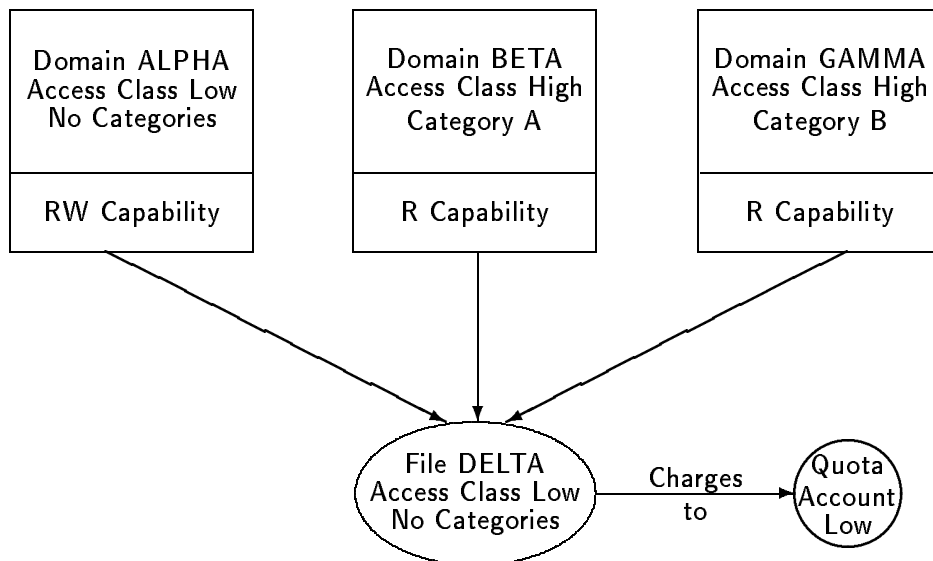 Domain ALPHA
Access Class Low
No Categories
RW Capability
Domain BETA
Access Class High
Category A
R Capability
Domain GAMMA
Access Class High
Category B
R Capability
File DELTA
Access Class Low
No Categories
Charges
to
Quota
Account
Low